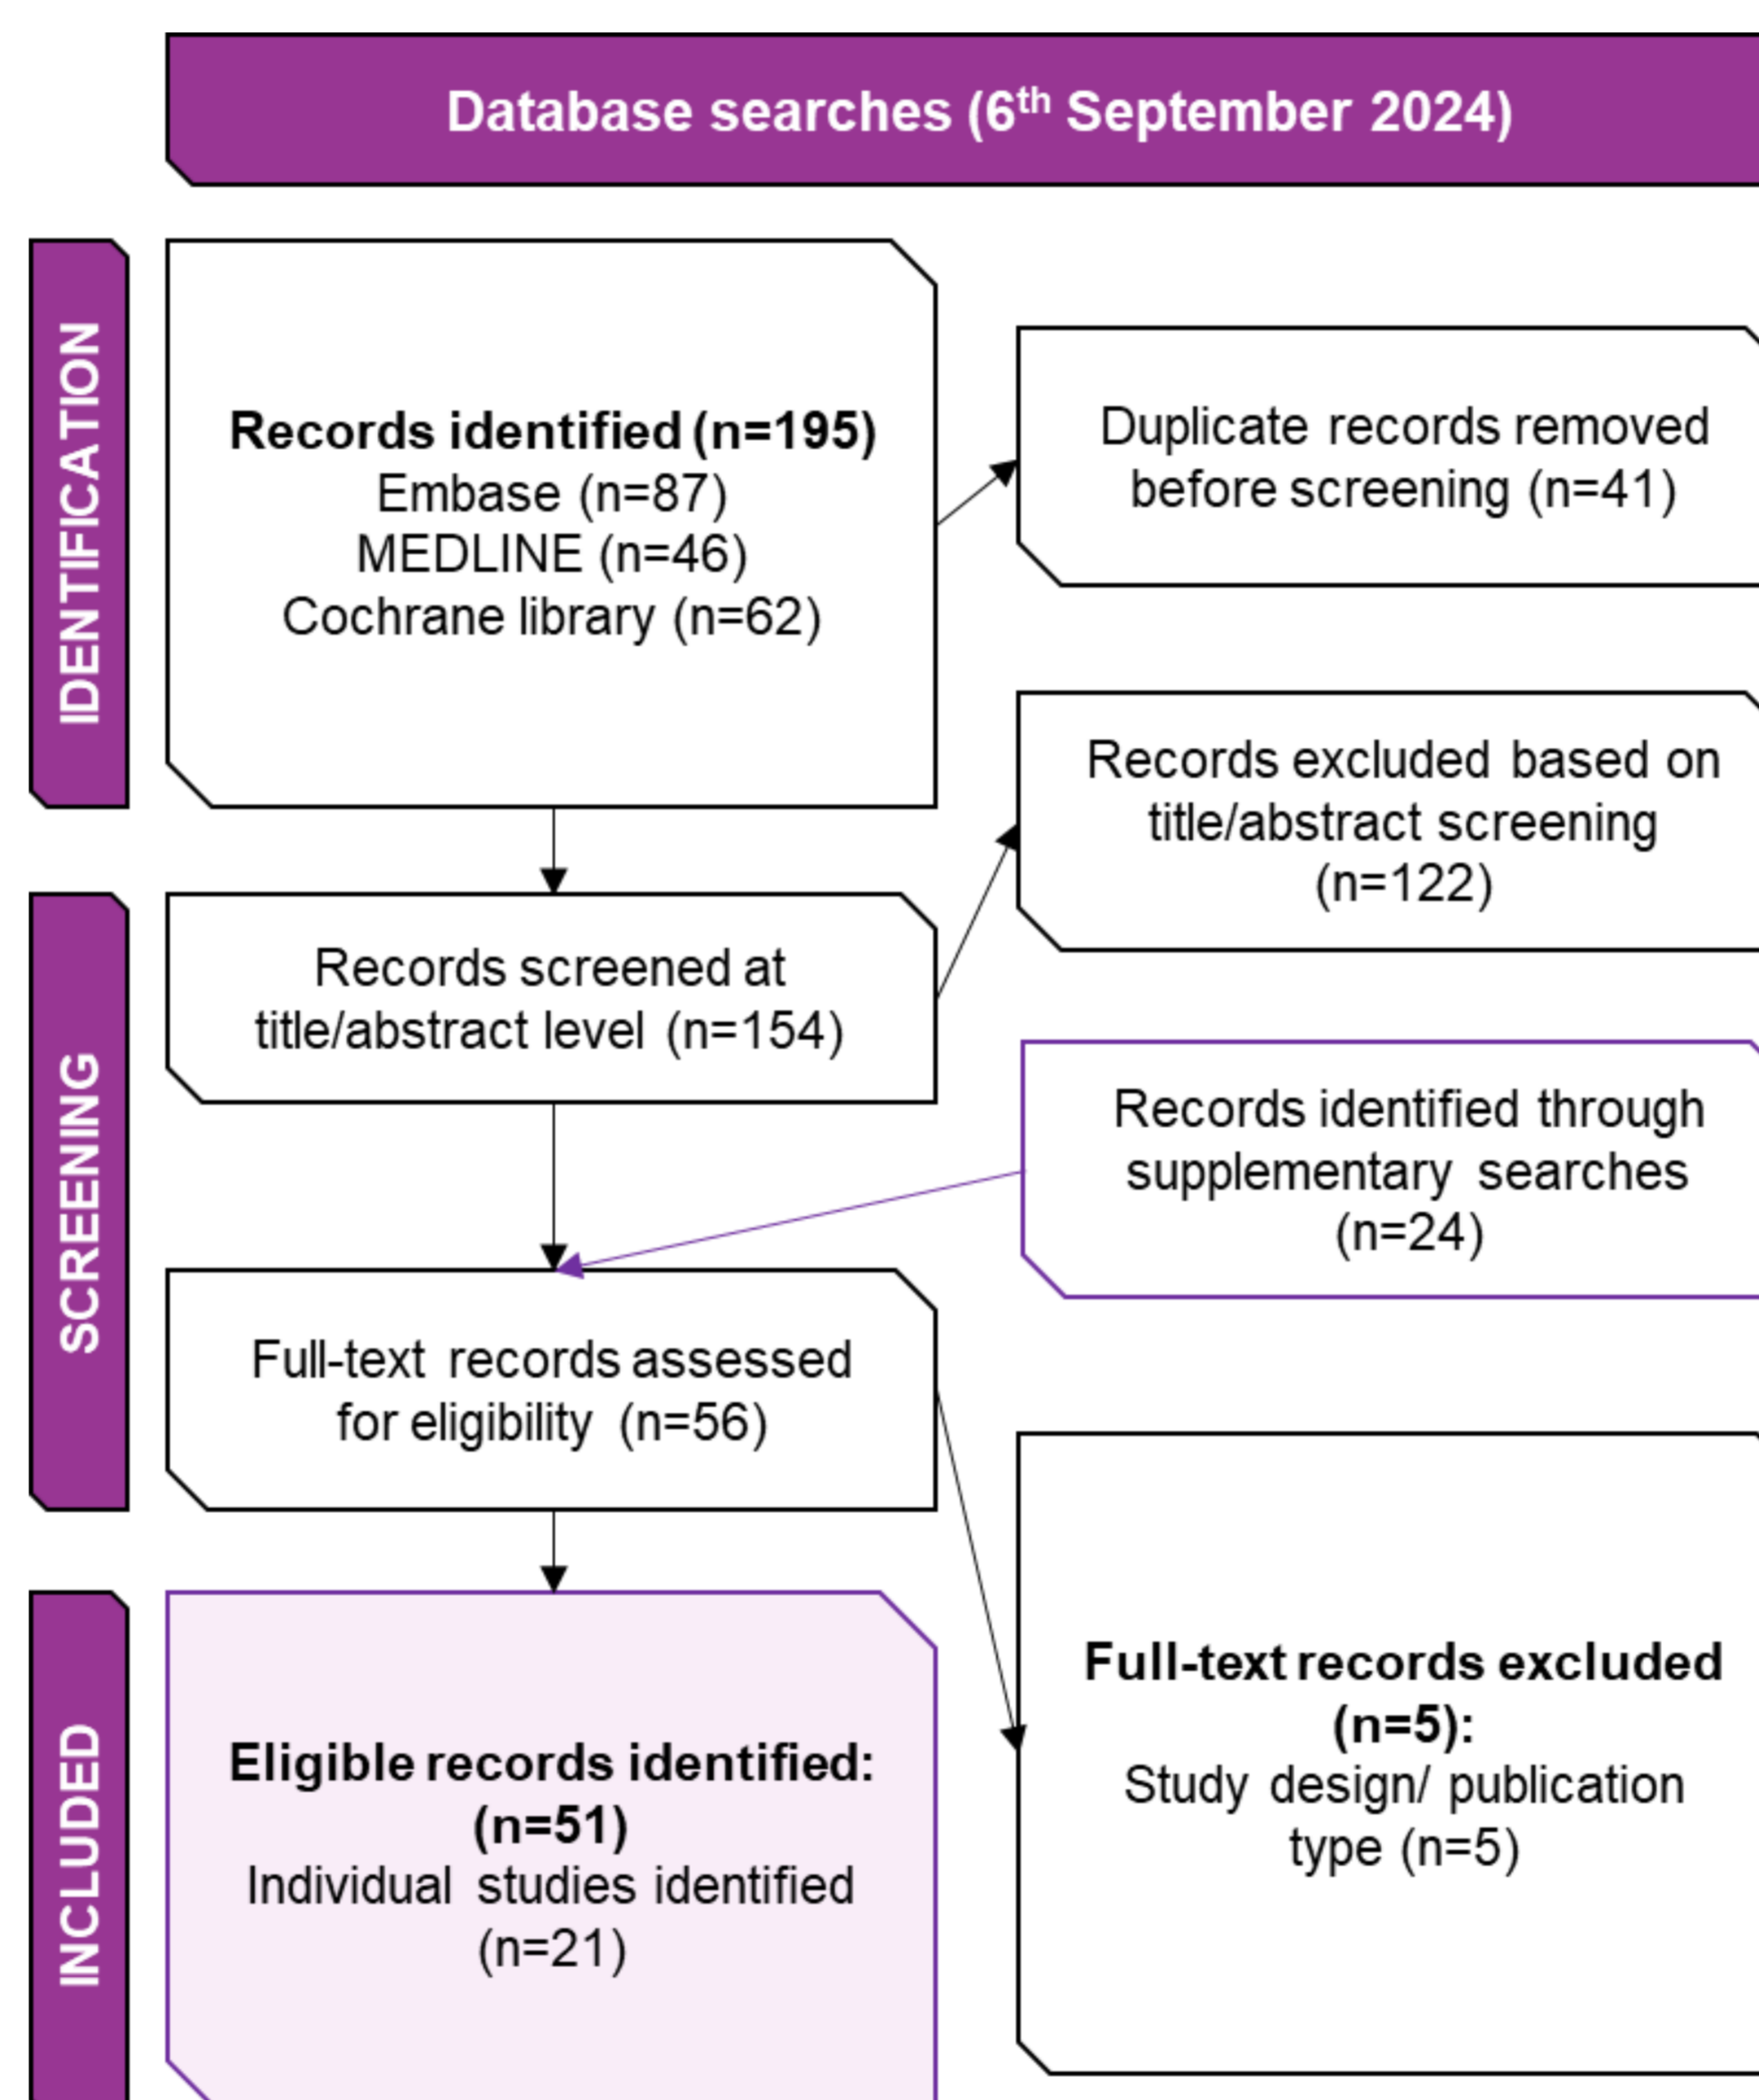 Database searches (6th September 2024)
IDENTIFICATION
Records identified (n=195)
Embase (n=87)
MEDLINE (n=46)
Cochrane library (n=62)
Duplicate records removed
before screening (n=41)
Records excluded based on
title/abstract screening
(n=122)
SCREENING
Records screened at
title/abstract level (n=154)
Records identified through
supplementary searches
(n=24)
Full-text records assessed
for eligibility (n=56)
Full-text records excluded
(n=5):
Study design/ publication
type (n=5)
INCLUDED
Eligible records identified:
(n=51)
Individual studies identified
(n=21)